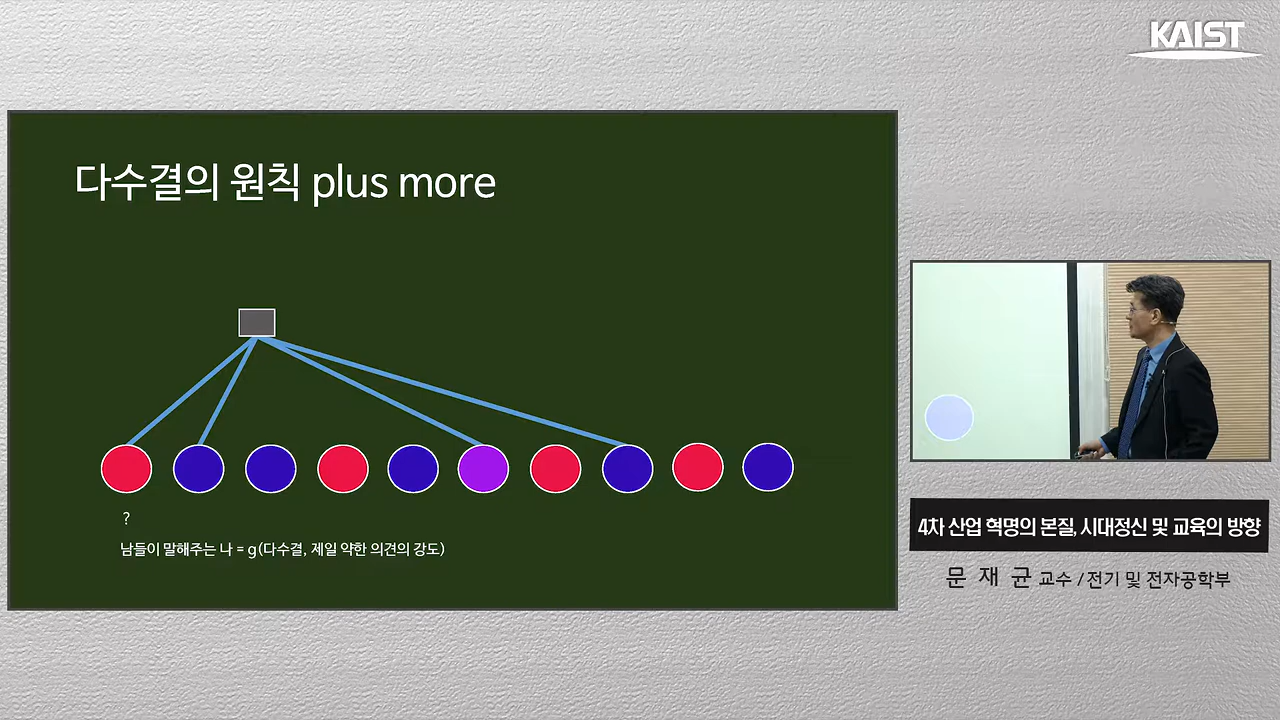 KAIST
다수결의 원칙 plus more
?
남들이 말해주는 나 = g(다수결, 제일 약한 의견의 강도)
4차 산업 혁명의 본질, 시대정신 및 교육의 방향
문 재 균 교수 / 전기 및 전자공학부